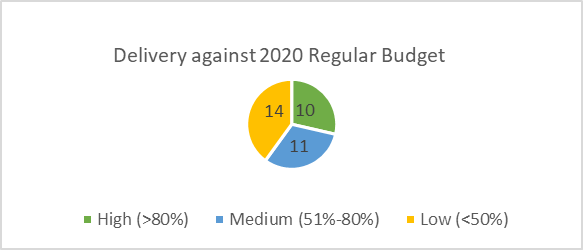 Delivery against 2020 Regular Budget
14 10
11
High (>80%) Medium (51%-80%) Low (<50%)